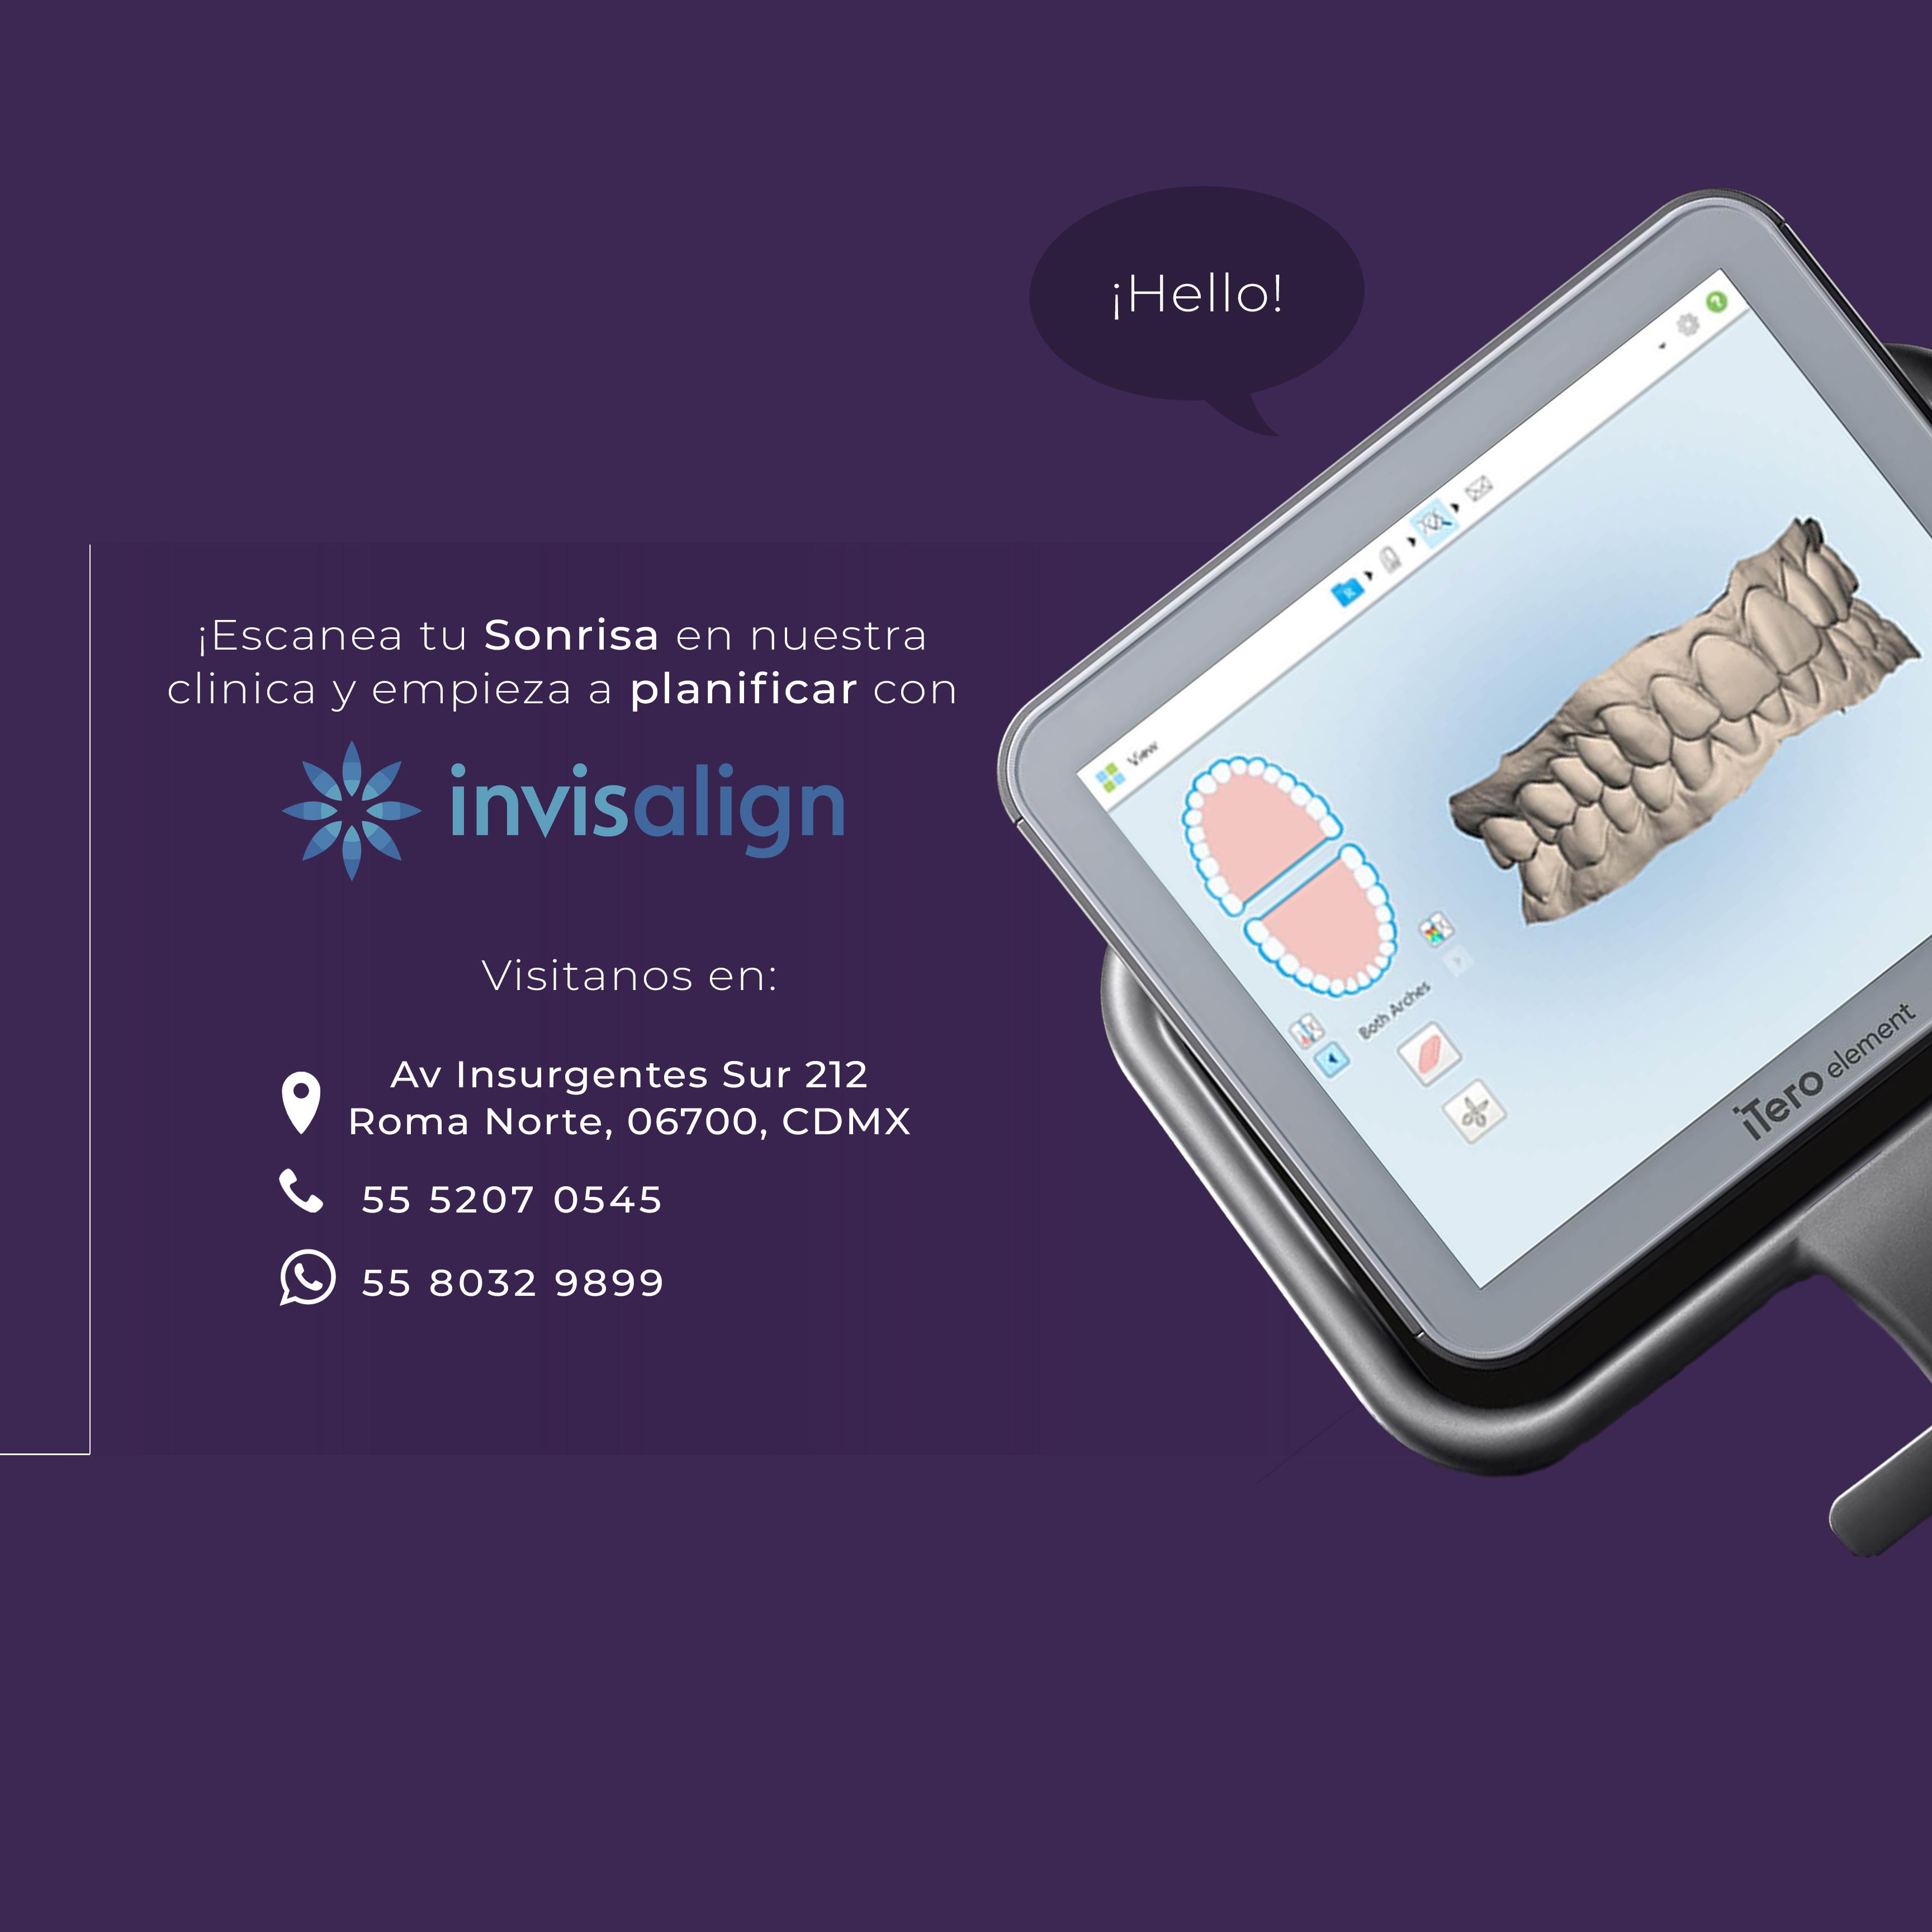 ¡Hello!
¡Escanea tu Sonrisa en nuestra
clinica y empieza a planificar con
invisalign
Visitanos en:
Av Insurgentes Sur 212
Roma Norte, 06700, CDMX
55 5207 0545
55 8032 9899
View
Both Arches
iTero element